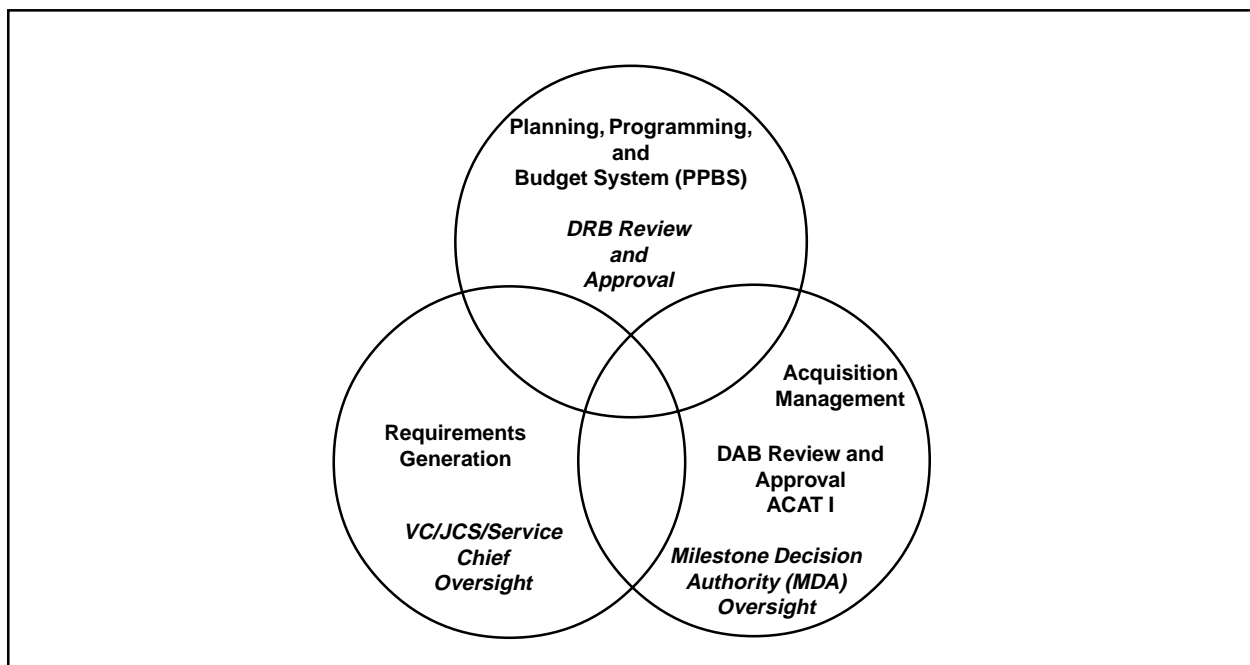 Planning, Programming,
and
Budget System (PPBS)
DRB Review
and
Approval
Acquisition
Management
Requirements
Generation
DAB Review and
Approval
ACAT I
VC/JCS/Service
Chief
Oversight
Milestone Decision
Authority (MDA)
Oversight